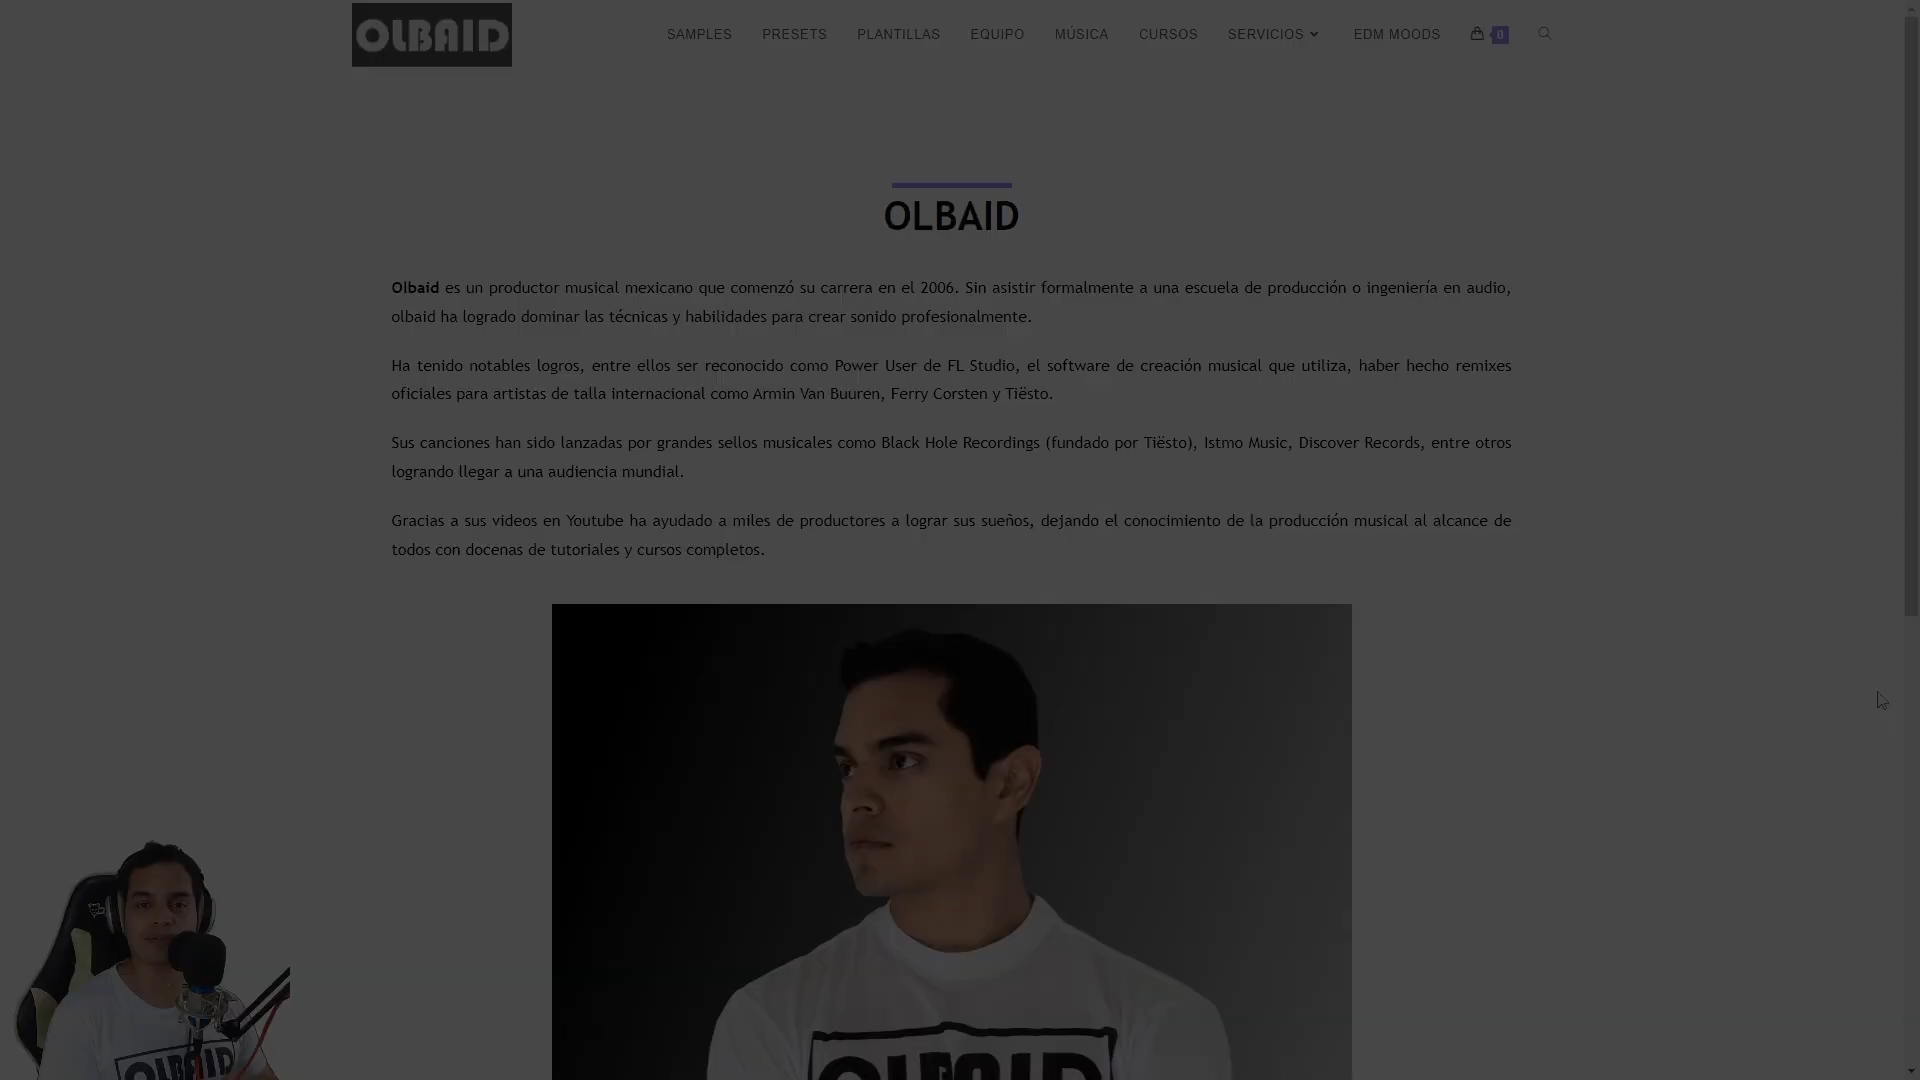 OLBAID
SAMPLES PRESETS PLANTILLAS EQUIPO MÚSICA CURSOS SERVICIOS EDM MOODS 0
OLBAID
Olbaid es un productor musical mexicano que comenzó su carrera en el 2006. Sin asistir formalmente a una escuela de producción o ingeniería en audio,
olbaid ha logrado dominar las técnicas y habilidades para crear sonido profesionalmente.
Ha tenido notables logros, entre ellos ser reconocido como Power User de FL Studio, el software de creación musical que utiliza, haber hecho remixes
oficiales para artistas de talla internacional como Armin Van Buuren, Ferry Corsten y Tiësto.
Sus canciones han sido lanzadas por grandes sellos musicales como Black Hole Recordings (fundado por Tiësto), Istmo Music, Discover Records, entre otros
logrando llegar a una audiencia mundial.
Gracias a sus videos en Youtube ha ayudado a miles de productores a lograr sus sueños, dejando el conocimiento de la producción musical al alcance de
todos con docenas de tutoriales y cursos completos.
OLBAID
OLBAID